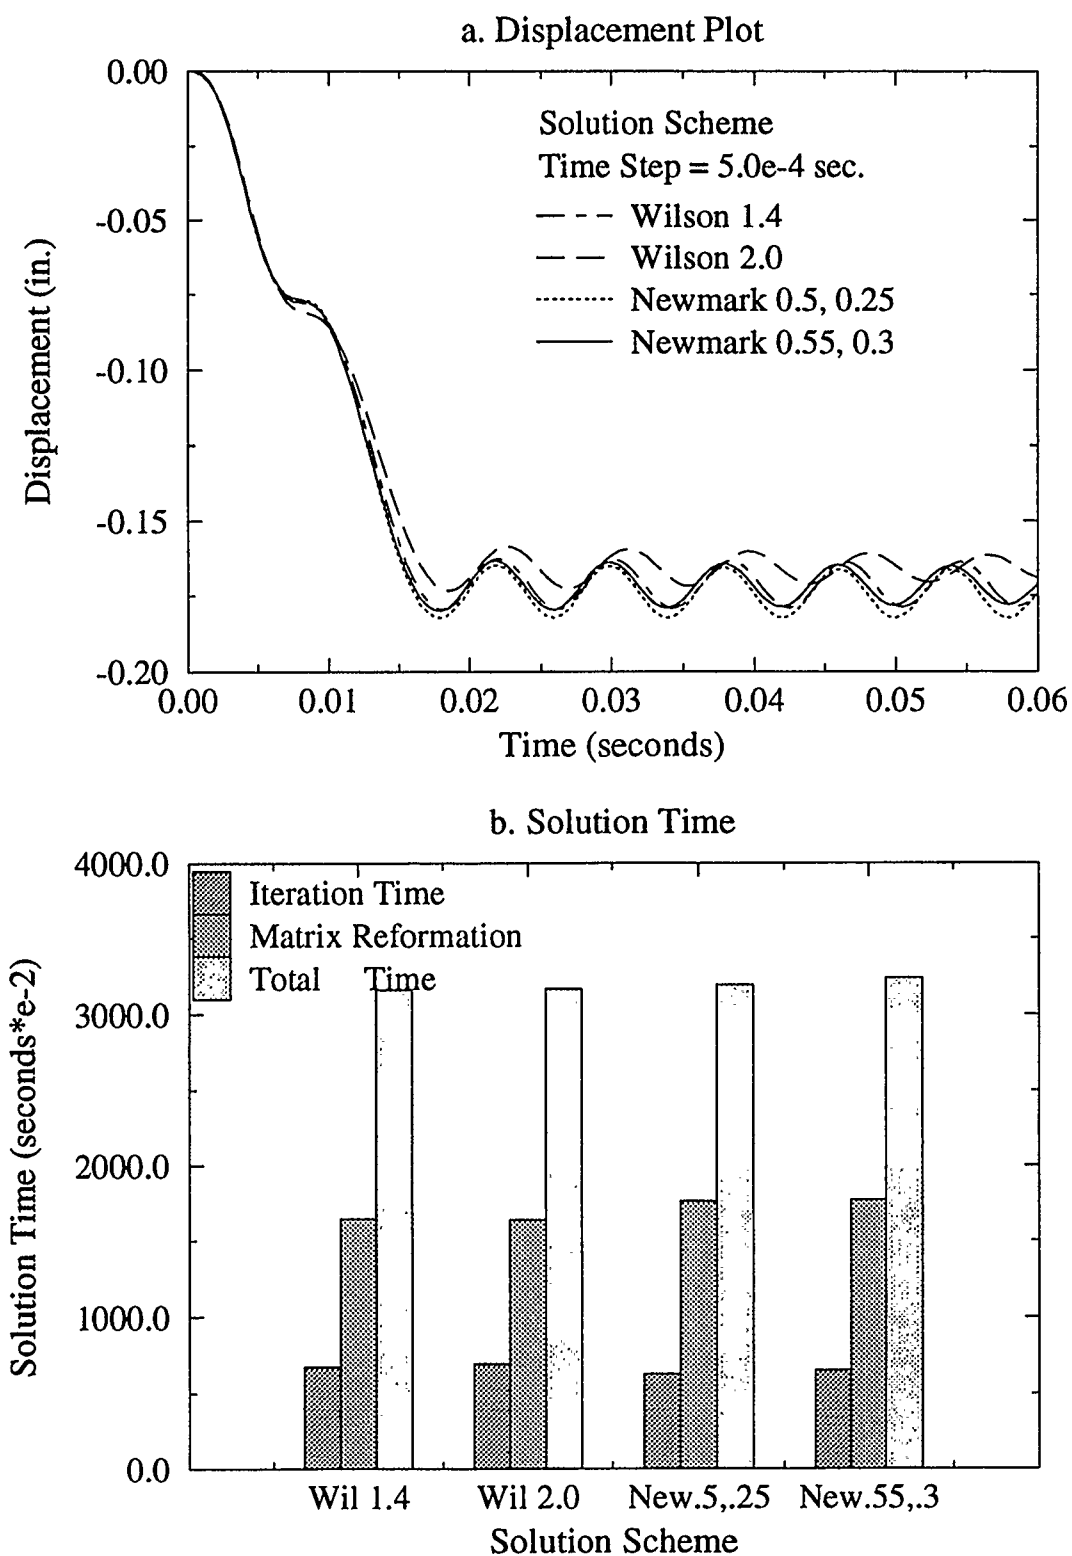 a. Displacement Plot
0.00
-0.05
-0.10
-0.15
-0.20
Displacement (in.)
Solution Scheme
Time Step = 5.0e-4 sec.
Wilson 1.4
Wilson 2.0
Newmark 0.5, 0.25
Newmark 0.55, 0.3
0.00 0.01 0.02 0.03 0.04 0.05 0.06
Time (seconds)
b. Solution Time
4000.0
3000.0
2000.0
1000.0
0.0
Solution Time (seconds*e-2)
Iteration Time
Matrix Reformation
Total Time
Wil 1.4 Wil 2.0 New.5,.25 New.55,.3
Solution Scheme